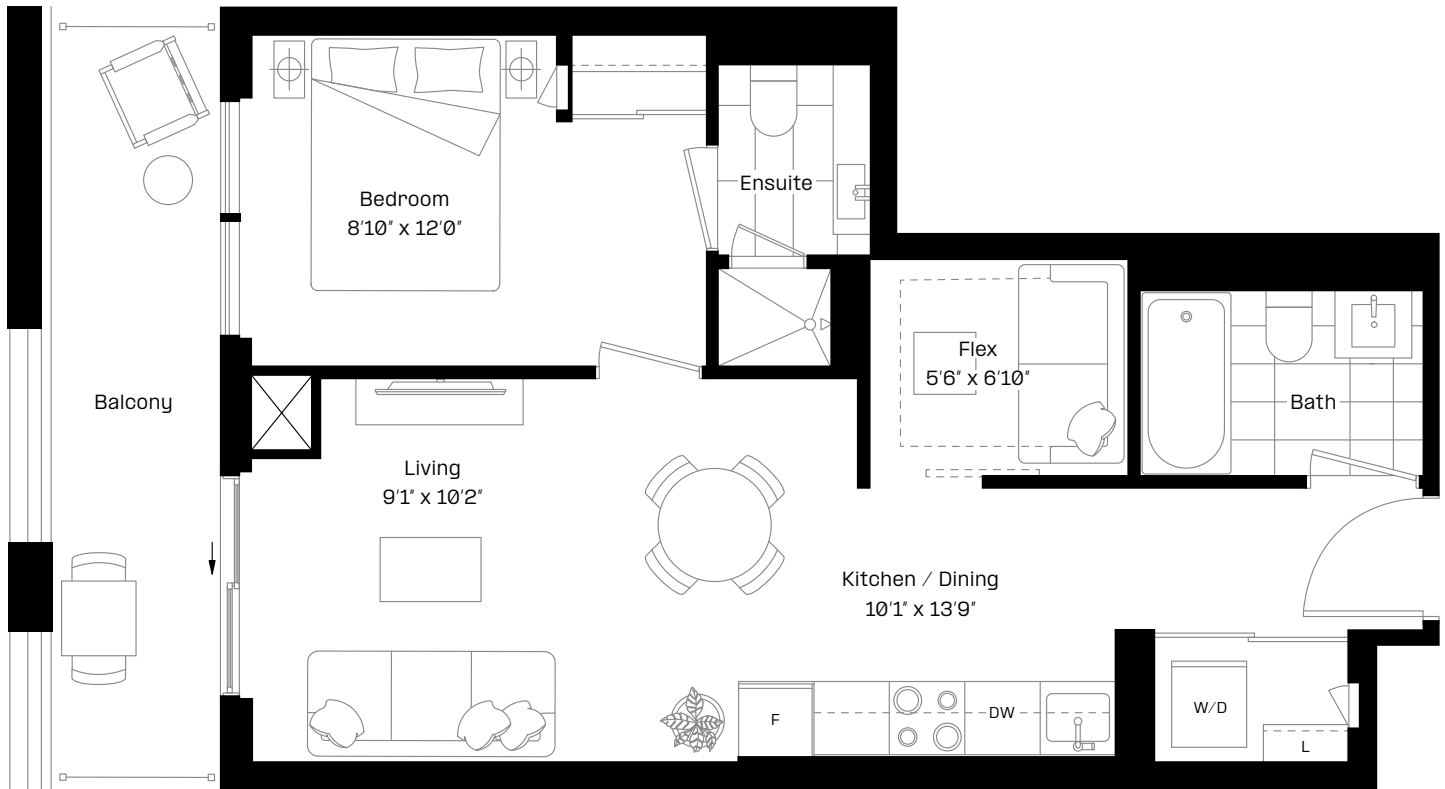 Bedroom
8'10" x 12'0"
Ensuite
Flex
5'6" x 6'10"
Bath
Balcony
Living
9'1" x 10'2"
Kitchen / Dining
10'1" x 13'9"
F
DW
W/D
L